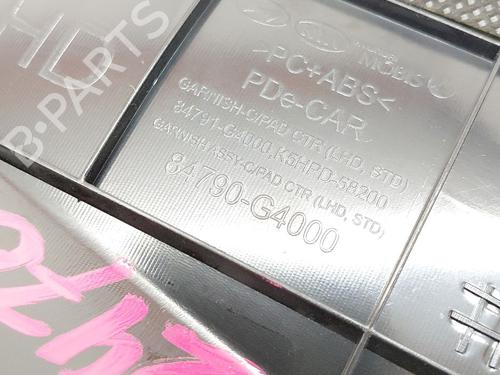 HD
B-PARTS
MOBIS
>PC+ABS<
PDe-CAR
GARNISH-C/PAD CTR (LHD, STD)
84791-G4000, K5HPD-58200
GARNISH ASSY-C/PAD CTR (LHD, STD)
84790-G4000